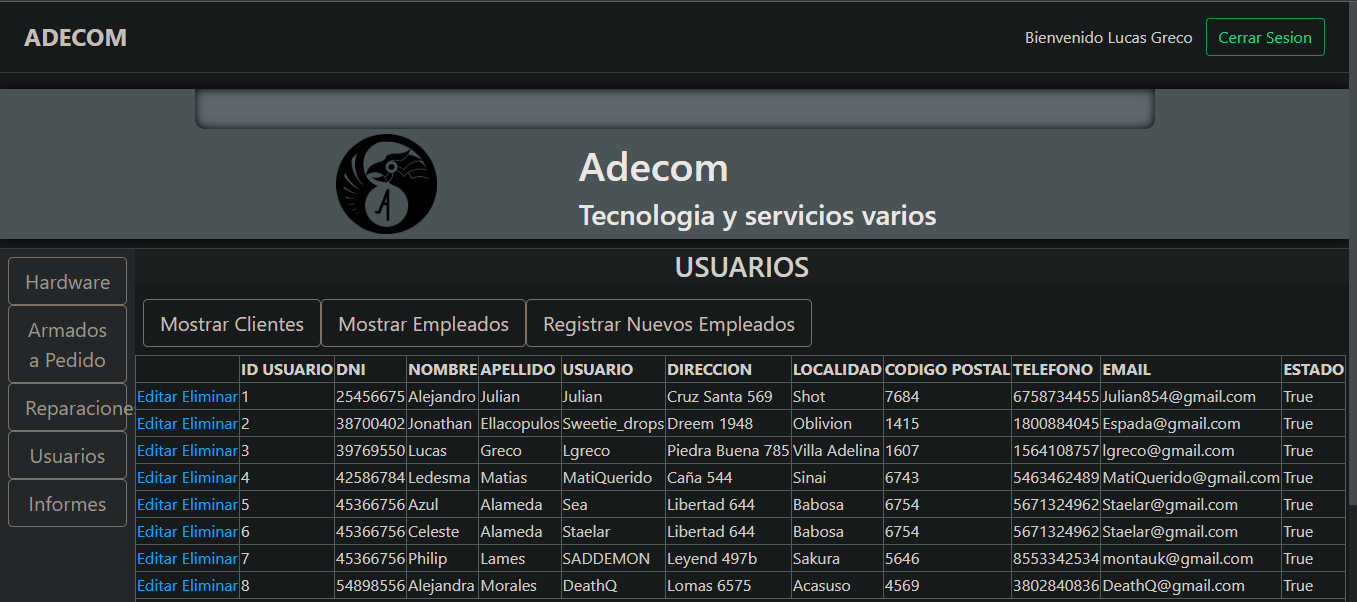 ADECOM Bienvenido Lucas Greco Cerrar Sesion
A
Adecom
Tecnologia y servicios varios
Hardware
Armados
a Pedido
Reparacione
Usuarios
Informes
USUARIOS
Mostrar Clientes Mostrar Empleados Registrar Nuevos Empleados
ID USUARIO DNI NOMBRE APELLIDO USUARIO DIRECCION LOCALIDAD CODIGO POSTAL TELEFONO EMAIL ESTADO
Editar Eliminar 1 25456675 Alejandro Julian Julian Cruz Santa 569 Shot 7684 6758734455 Julian854@gmail.com True
Editar Eliminar 2 38700402 Jonathan Ellacopulos Sweetie_drops Dreem 1948 Oblivion 1415 1800884045 Espada@gmail.com True
Editar Eliminar 3 39769550 Lucas Greco Lgreco Piedra Buena 785 Villa Adelina 1607 1564108757 lgreco@gmail.com True
Editar Eliminar 4 42586784 Ledesma Matias MatiQuerido Caña 544 Sinai 6743 5463462489 MatiQuerido@gmail.com True
Editar Eliminar 5 45366756 Azul Alameda Sea Libertad 644 Babosa 6754 5671324962 Staelar@gmail.com True
Editar Eliminar 6 45366756 Celeste Alameda Staelar Libertad 644 Babosa 6754 5671324962 Staelar@gmail.com True
Editar Eliminar 7 45366756 Philip Lames SADDEMON Leyend 497b Sakura 5646 8553342534 montauk@gmail.com True
Editar Eliminar 8 54898556 Alejandra Morales DeathQ Lomas 6575 Acasuso 4569 3802840836 DeathQ@gmail.com True